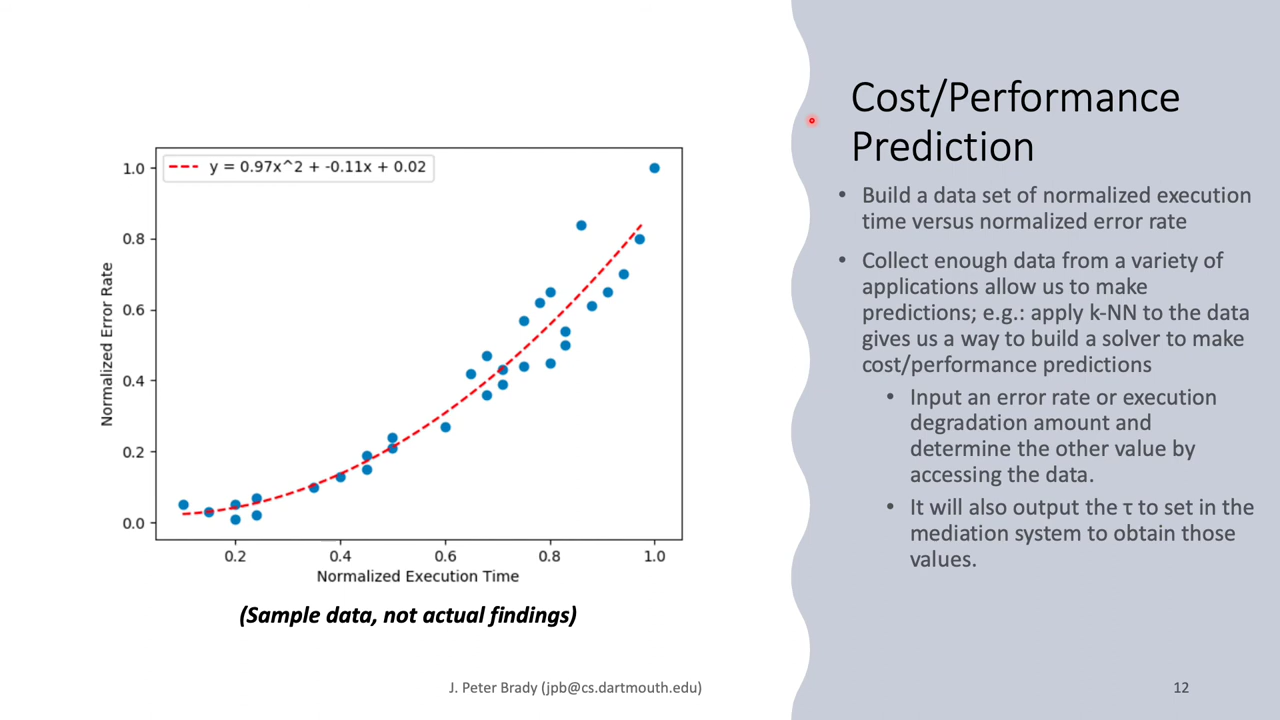 Cost/Performance
Prediction
y = 0.97x^2 + -0.11x + 0.02
1.0
0.8
0.6
0.4
0.2
0.0
Normalized Error Rate
0.2 0.4 0.6 0.8 1.0
Normalized Execution Time
(Sample data, not actual findings)
• Build a data set of normalized execution
time versus normalized error rate
• Collect enough data from a variety of
applications allow us to make
predictions; e.g.: apply k-NN to the data
gives us a way to build a solver to make
cost/performance predictions
• Input an error rate or execution
degradation amount and
determine the other value by
accessing the data.
• It will also output the τ to set in the
mediation system to obtain those
values.
J. Peter Brady (jpb@cs.dartmouth.edu)
12